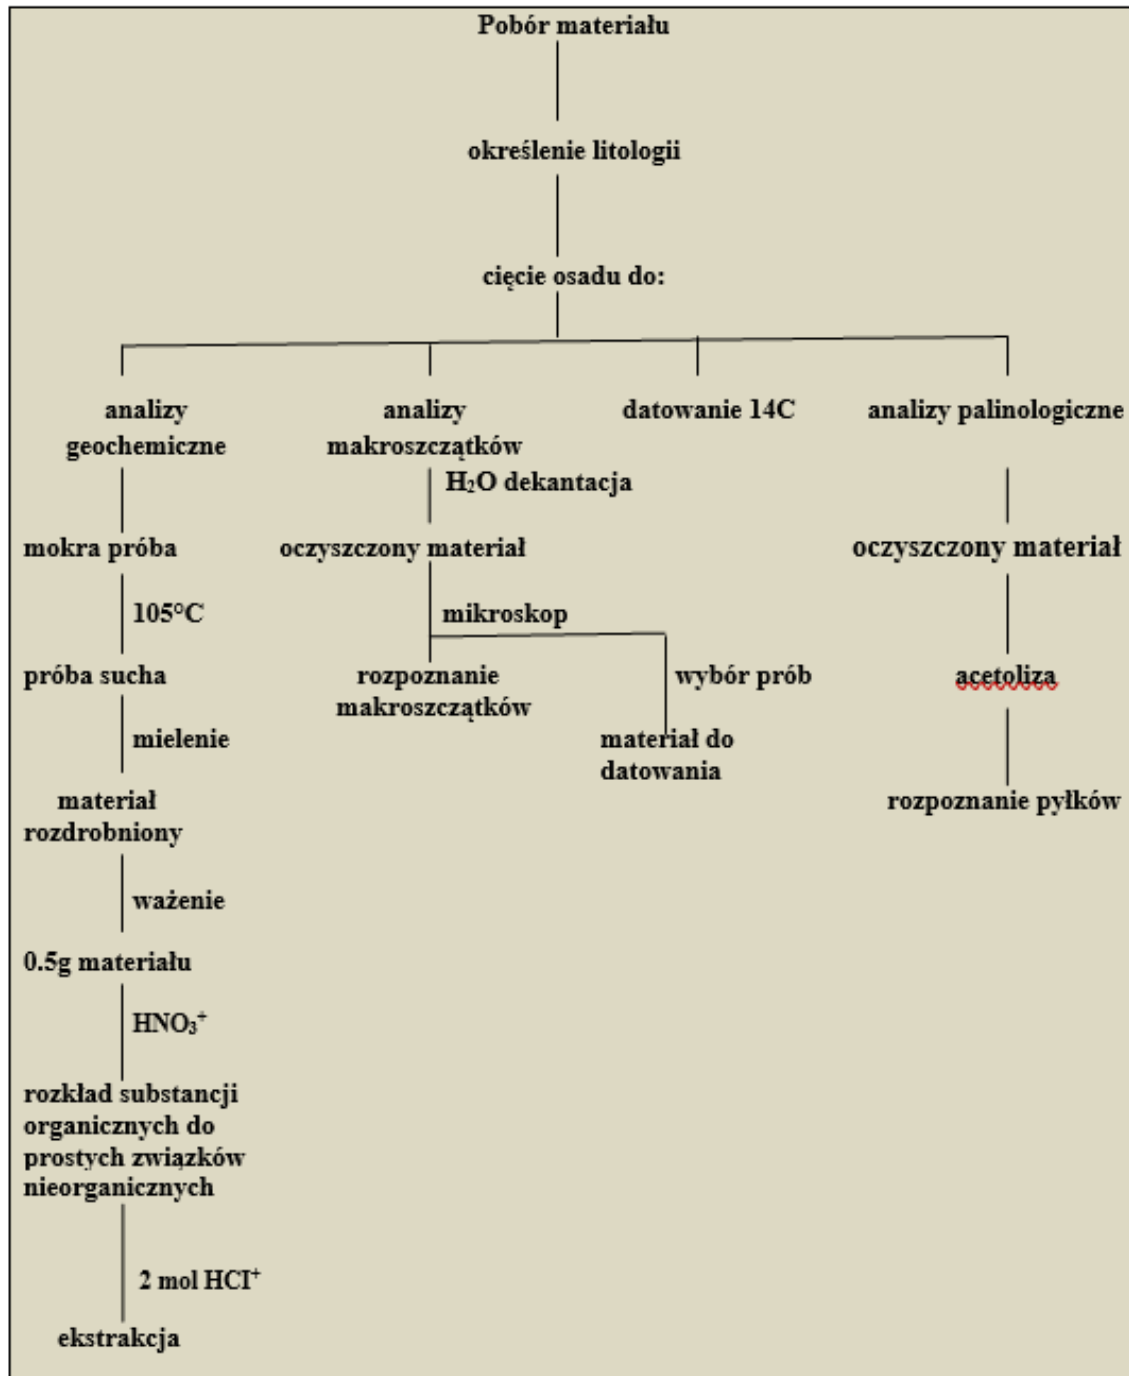 Pobór materiału
określenie litologii
cięcie osadu do:
analizy
geochemiczne
analizy
makroszczątków
datowanie 14C
analizy palinologiczne
H₂O dekantacja
mokra próba
oczyszczony materiał
oczyszczony materiał
105°C
mikroskop
próba sucha
rozpoznanie
makroszczątków
wybór prób
acetoliza
mielenie
materiał do
datowania
materiał
rozdrobniony
rozpoznanie pyłków
ważenie
0.5g materiału
HNO₃⁺
rozkład substancji
organicznych do
prostych związków
nieorganicznych
2 mol HCI⁺
ekstrakcja